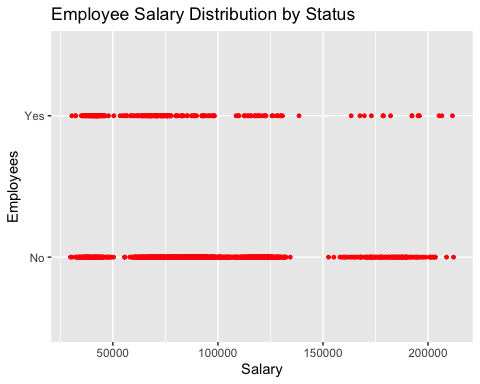 Employee Salary Distribution by Status
Employees
Yes
No
50000 100000 150000 200000
Salary